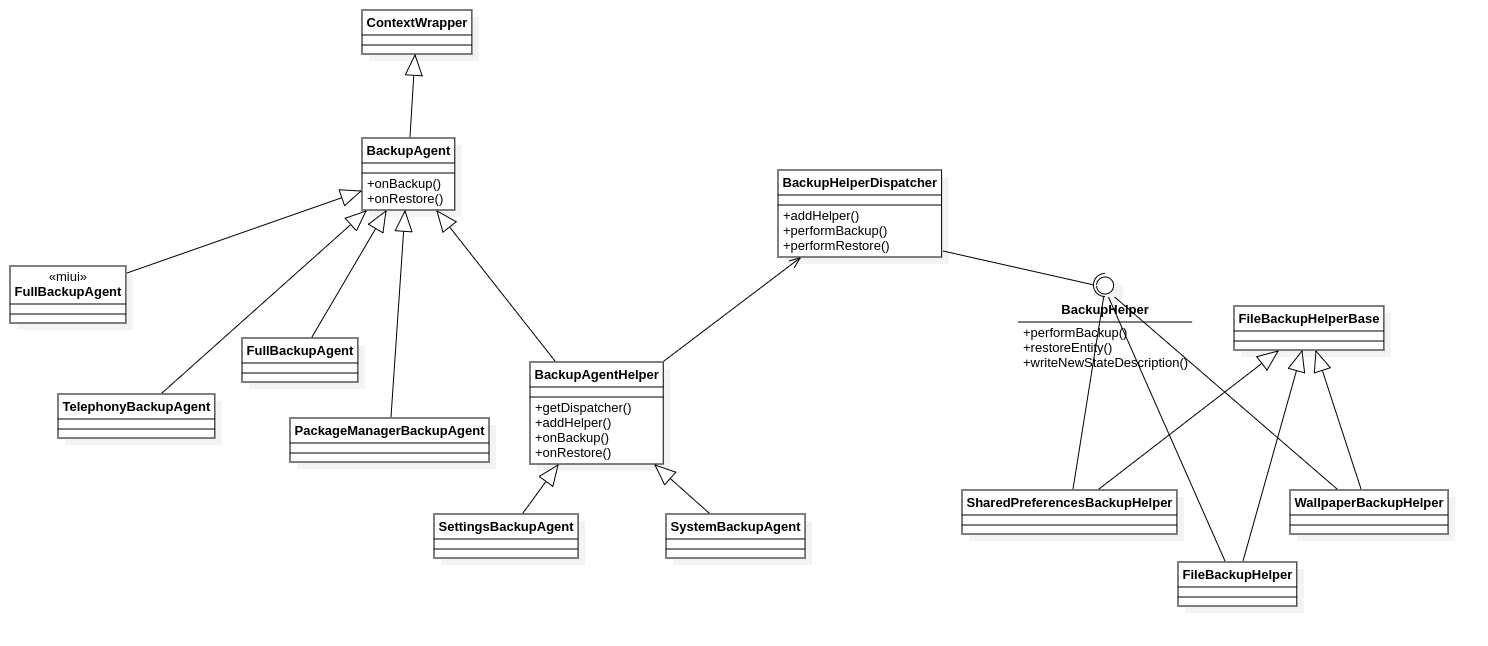 ContextWrapper
BackupAgent
+onBackup()
+onRestore()
BackupHelperDispatcher
+addHelper()
+performBackup()
+performRestore()
«miui»
FullBackupAgent
BackupHelper
+performBackup()
+restoreEntity()
+writeNewStateDescription()
FileBackupHelperBase
FullBackupAgent
BackupAgentHelper
+getDispatcher()
+addHelper()
+onBackup()
+onRestore()
TelephonyBackupAgent
PackageManagerBackupAgent
SharedPreferencesBackupHelper
WallpaperBackupHelper
SettingsBackupAgent
SystemBackupAgent
FileBackupHelper